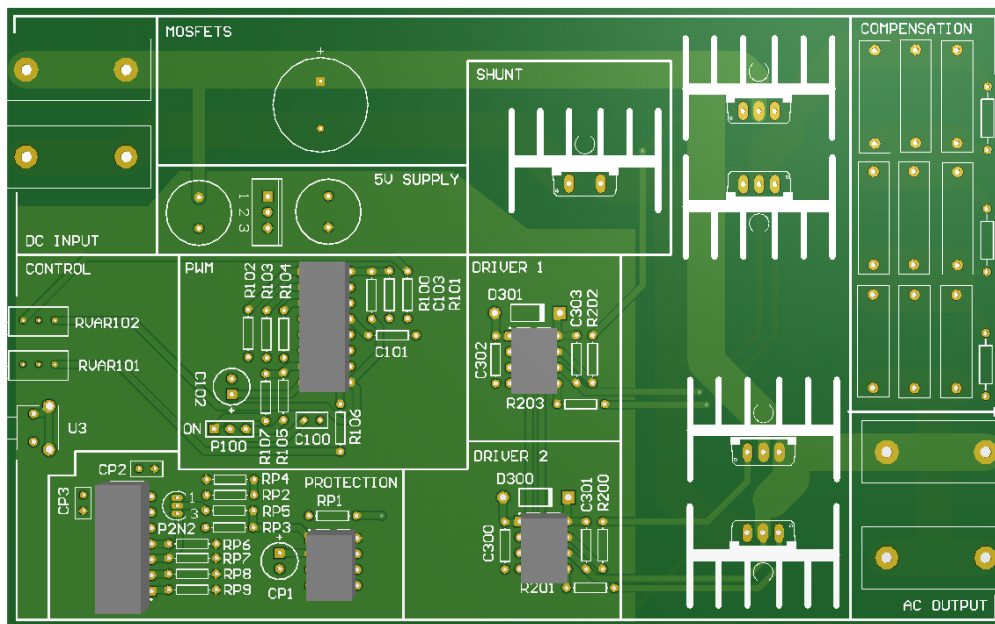 MOSFETS
COMPENSATION
SHUNT
5V SUPPLY
1
2
3
DC INPUT
CONTROL
PWM
R102
R103
R104
R100
C103
R101
DRIVER 1
D301
C303
R202
RVAR102
RVAR101
C101
C302
C102
R203
ON
P100
R107
R105
C100
R106
U3
DRIVER 2
CP2
CP3
RP4
PROTECTION
RP2
RP1
D300
C301
R200
1
RP5
3
P2N2
RP3
C300
RP6
RP7
RP8
RP9
CP1
R201
AC OUTPUT
+
+
+